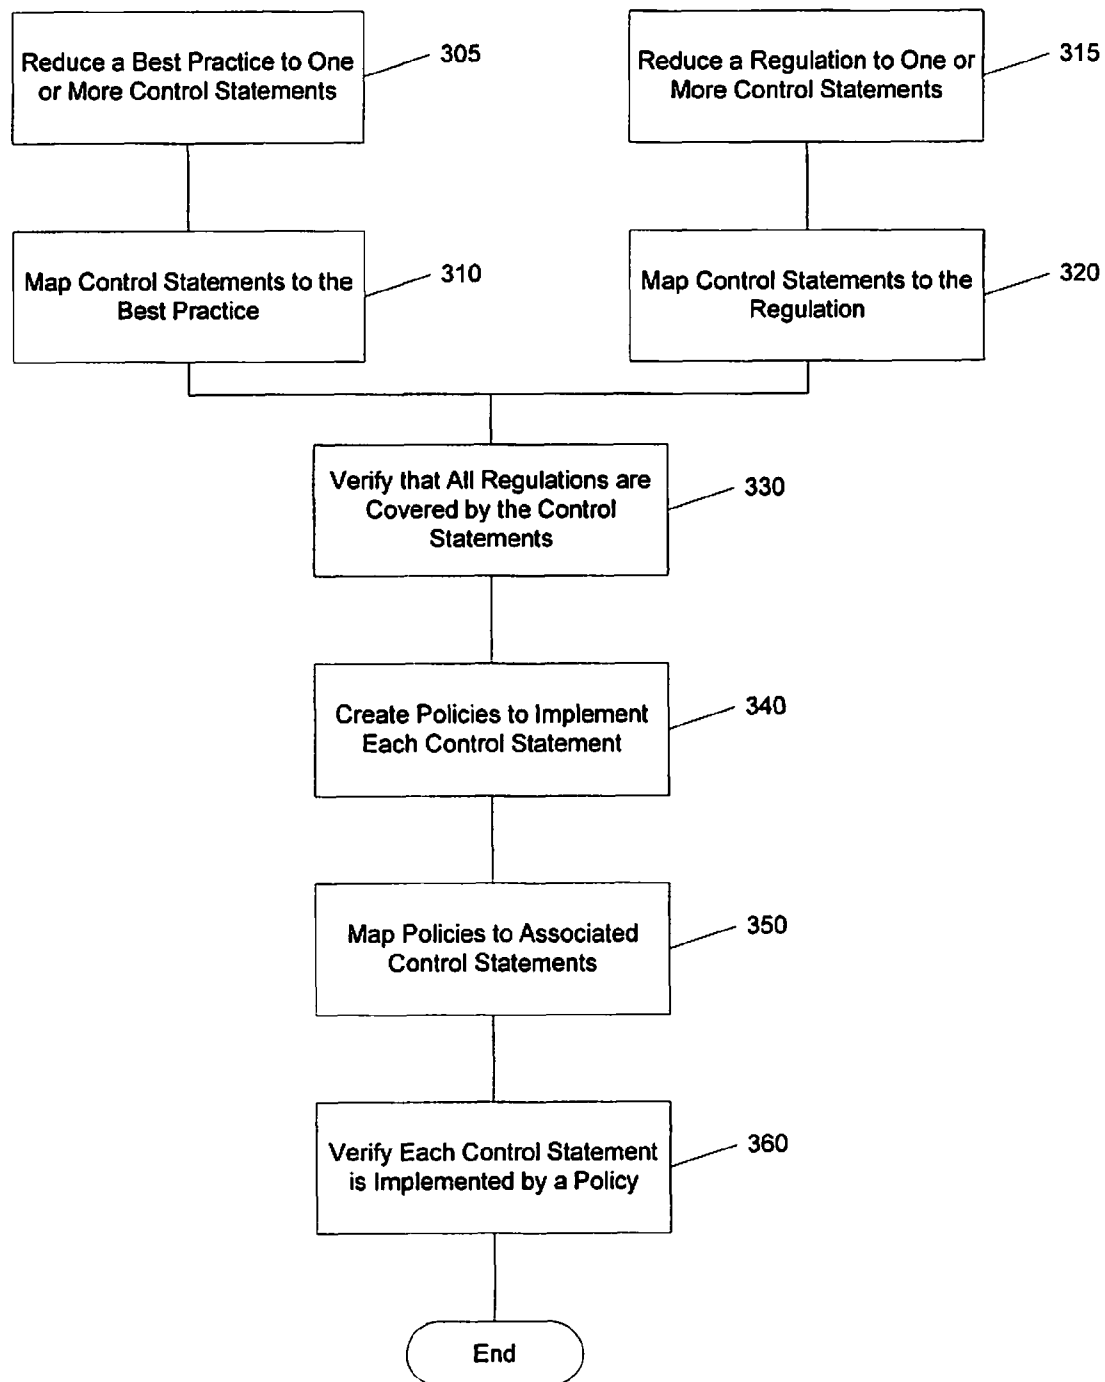 Reduce a Best Practice to One
or More Control Statements
305
Reduce a Regulation to One or
More Control Statements
315
Map Control Statements to the
Best Practice
310
Map Control Statements to the
Regulation
320
Verify that All Regulations are
Covered by the Control
Statements
330
Create Policies to Implement
Each Control Statement
340
Map Policies to Associated
Control Statements
350
Verify Each Control Statement
is Implemented by a Policy
360
End